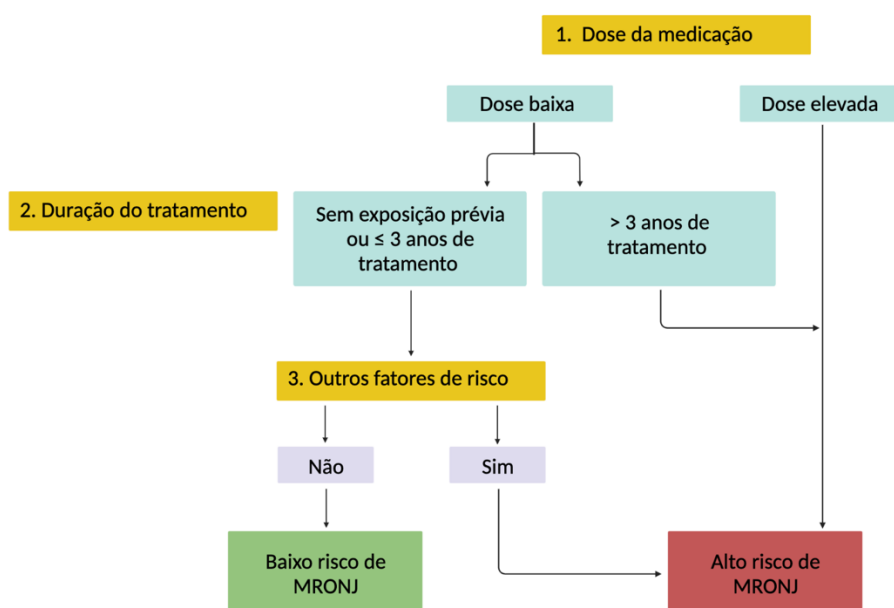 1. Dose da medicação
Dose baixa
Dose elevada
2. Duração do tratamento
Sem exposição prévia
ou ≤ 3 anos de
tratamento
> 3 anos de
tratamento
3. Outros fatores de risco
Não
Sim
Baixo risco de
MRONJ
Alto risco de
MRONJ